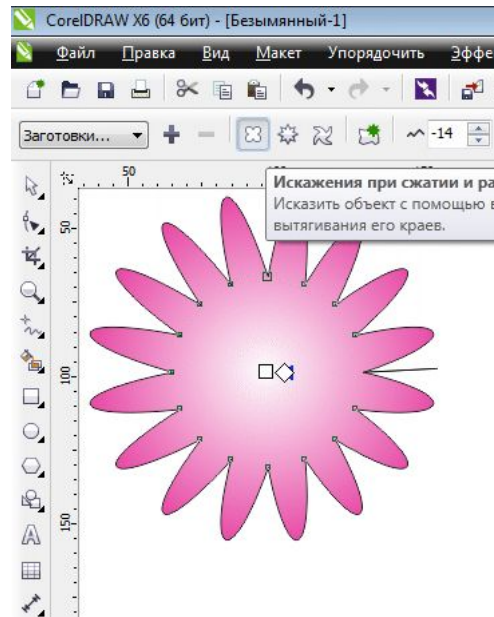 CorelDRAW X6 (64 бит) - [Безымянный-1]
Файл Правка Вид Макет Упорядочить Эффе
Заготовки... -14
50
Искажения при сжатии и ра
Исказить объект с помощью в
вытягивания его краев.
50
100
150